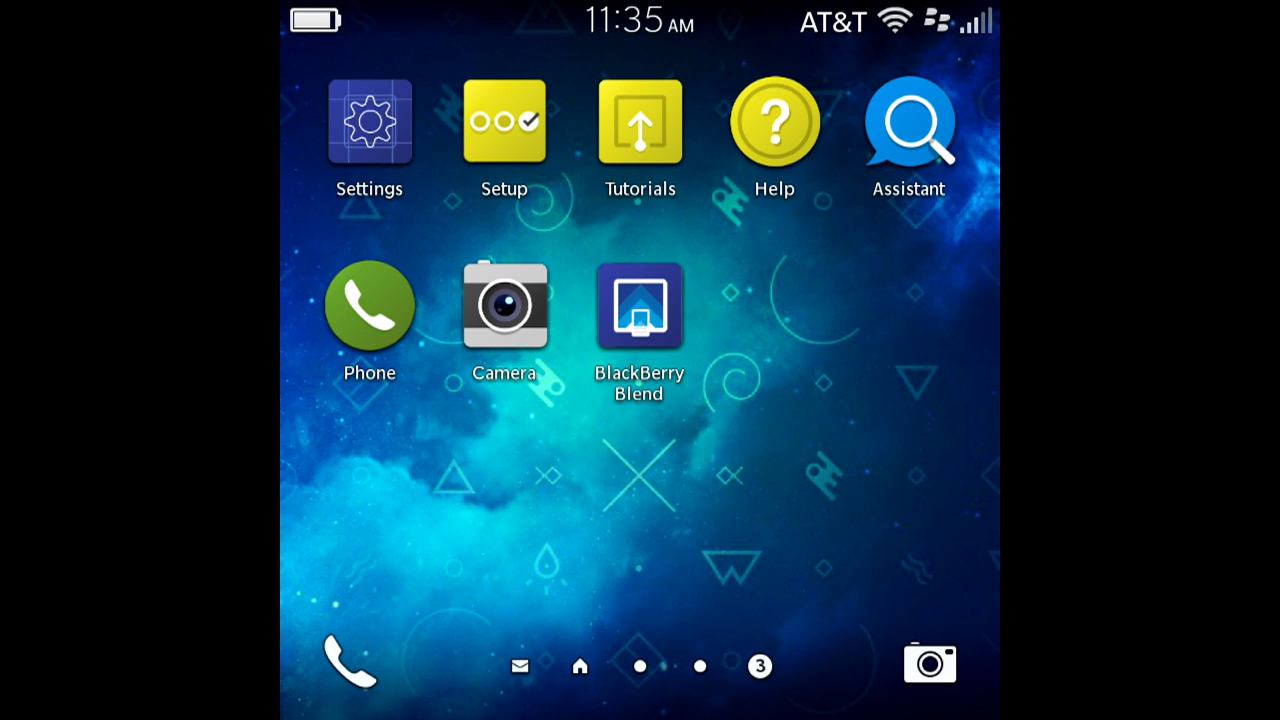 11:35 AM
AT&T
Settings
Setup
Tutorials
Help
Assistant
Phone
Camera
BlackBerry
Blend
3